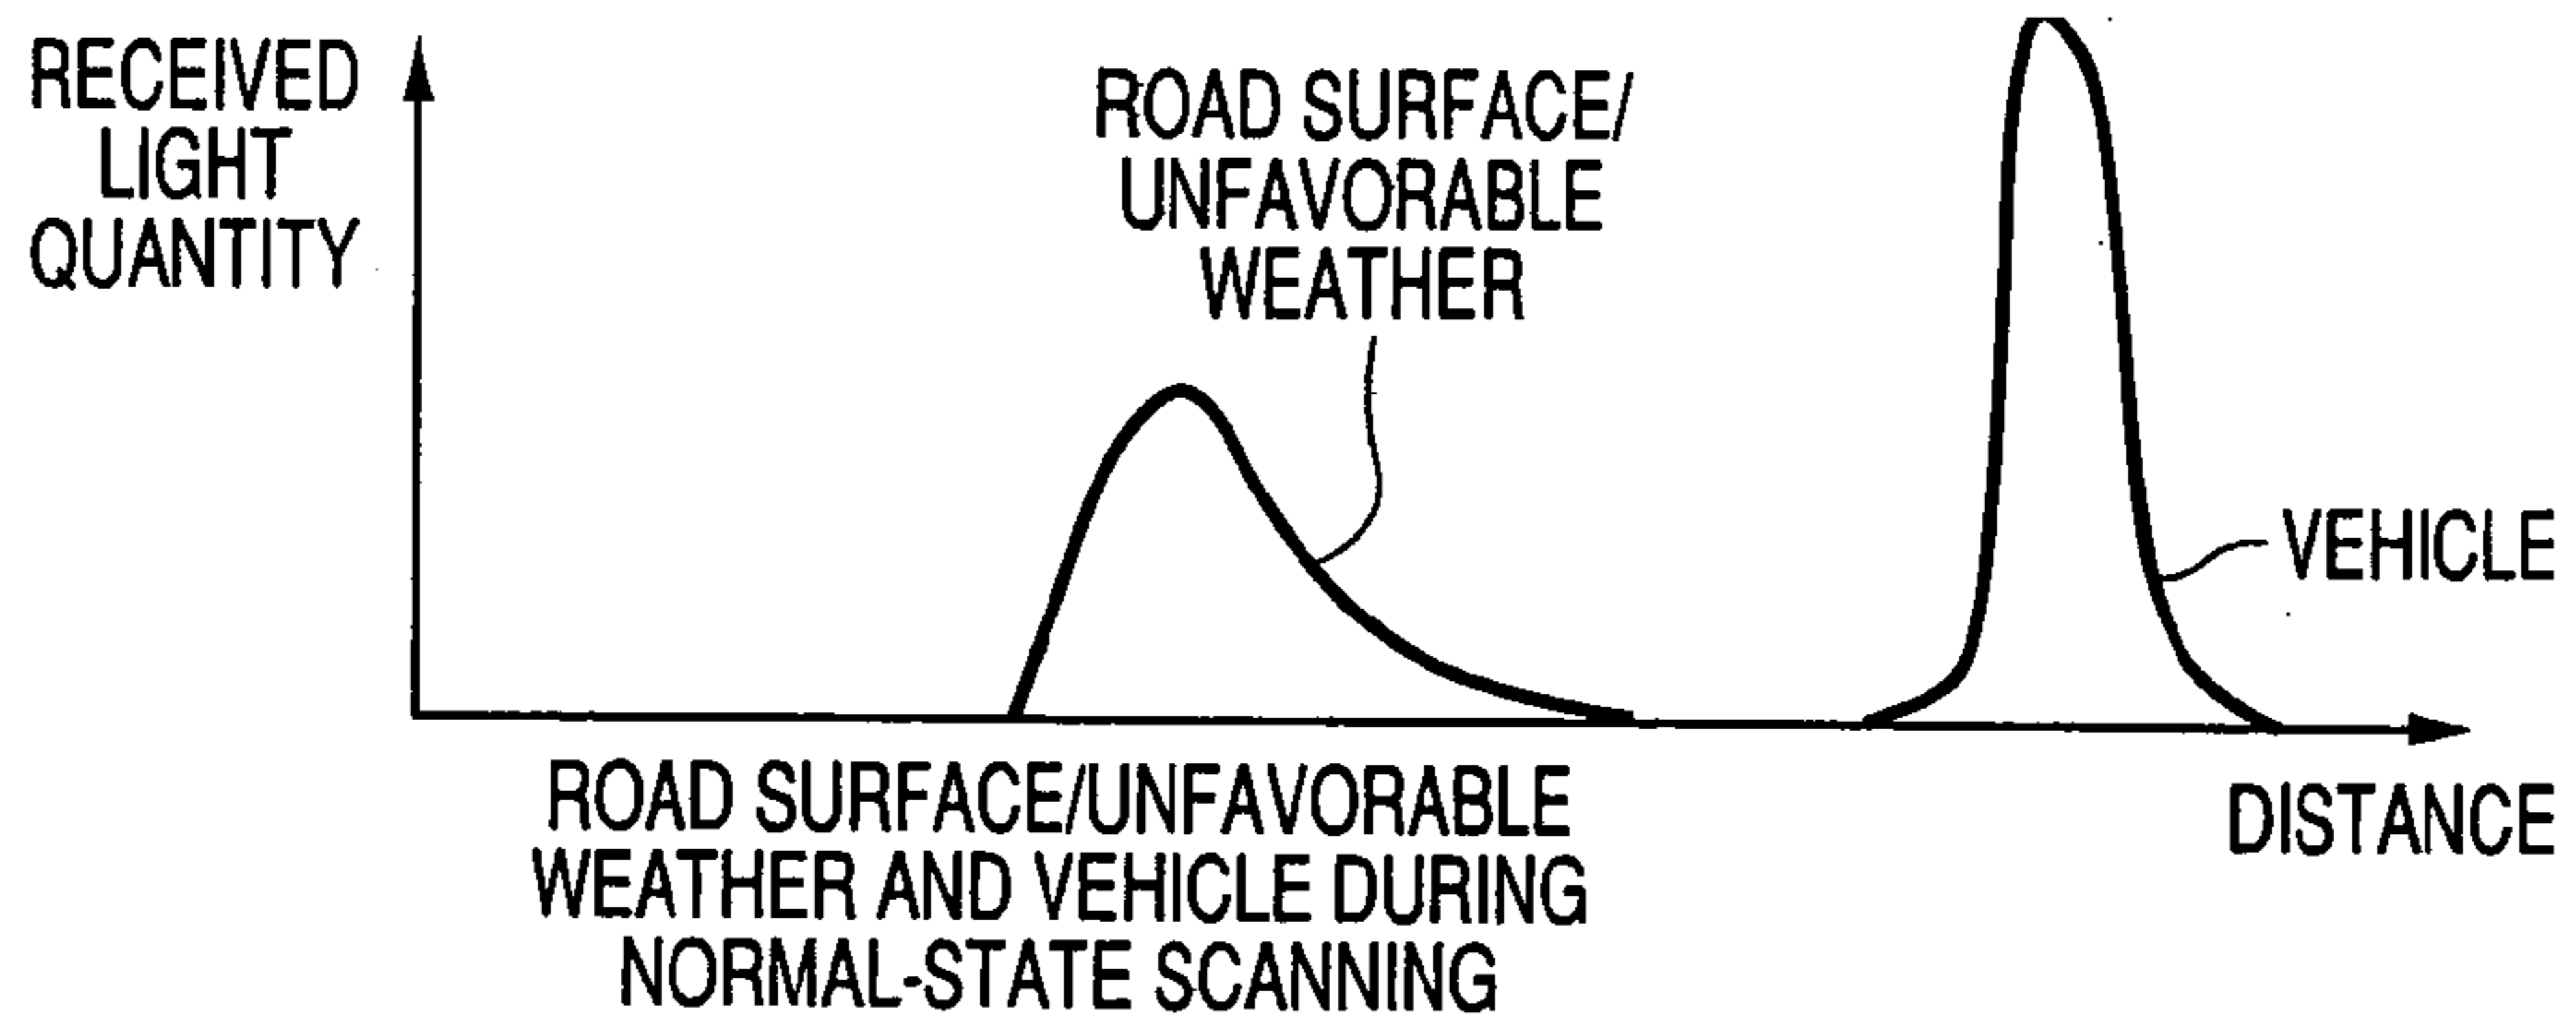 RECEIVED
LIGHT
QUANTITY
ROAD SURFACE/
UNFAVORABLE
WEATHER
VEHICLE
DISTANCE
ROAD SURFACE/UNFAVORABLE
WEATHER AND VEHICLE DURING
NORMAL-STATE SCANNING